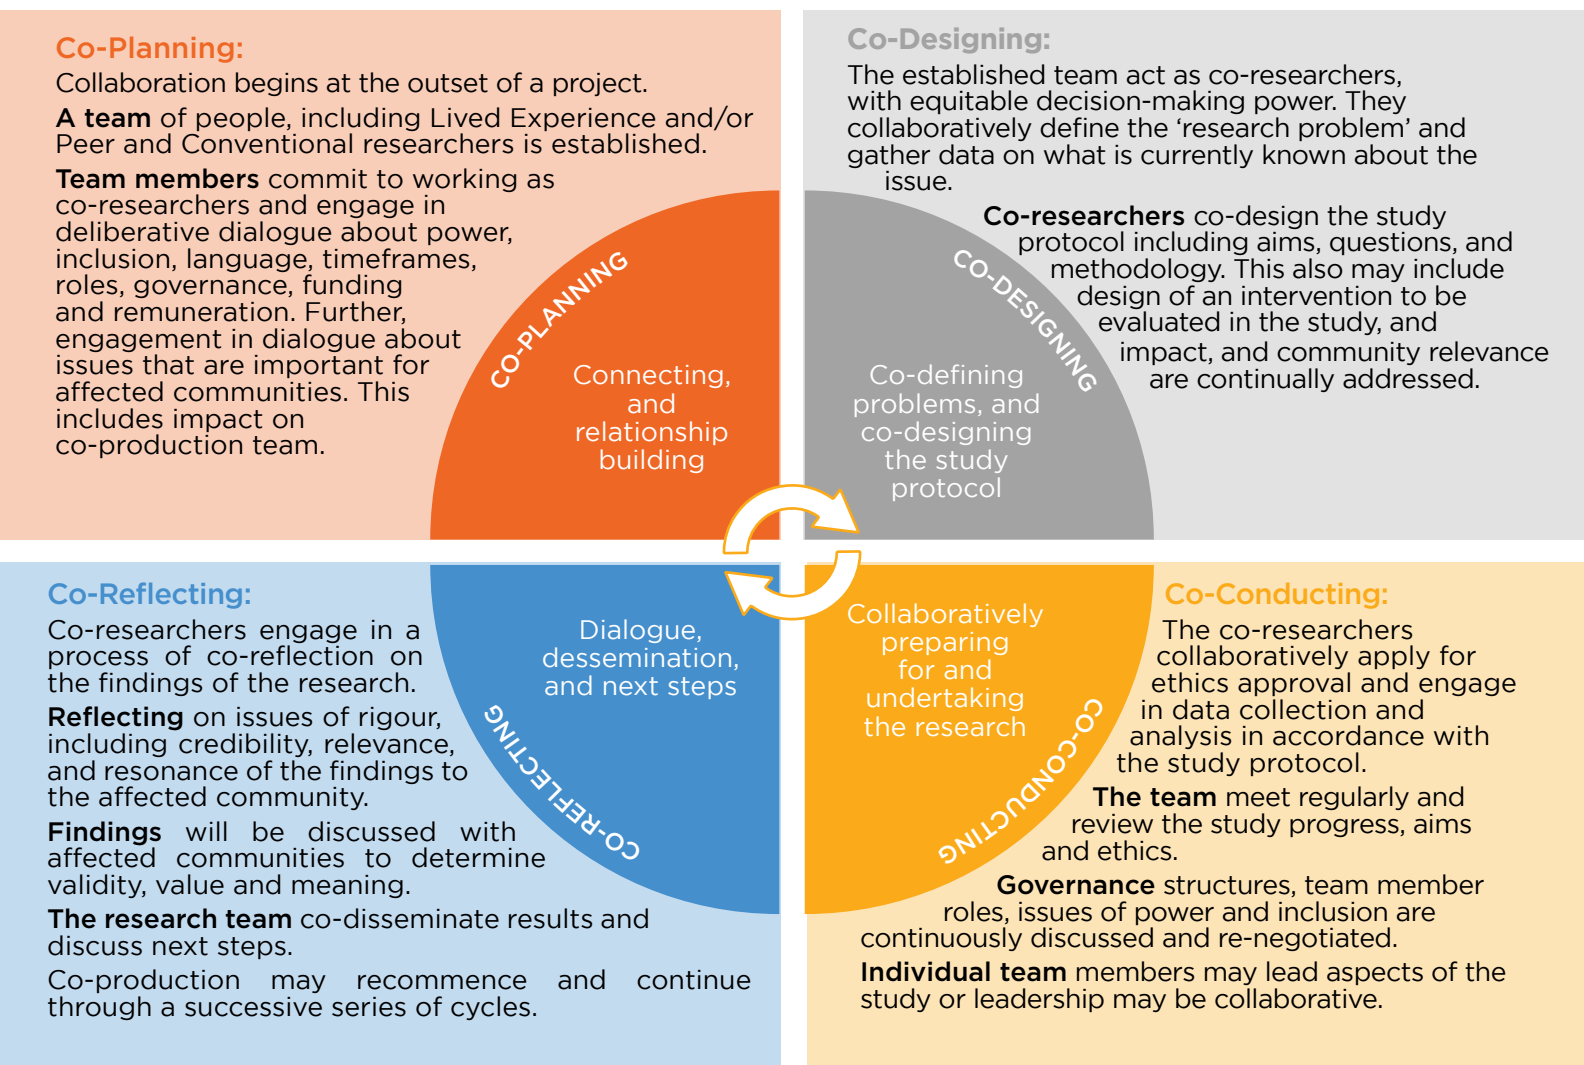 Co-Planning:
Collaboration begins at the outset of a project.
A team of people, including Lived Experience and/or
Peer and Conventional researchers is established.
Team members commit to working as
co-researchers and engage in
deliberative dialogue about power,
inclusion, language, timeframes,
roles, governance, funding
and remuneration. Further,
engagement in dialogue about
issues that are important for
affected communities. This
includes impact on
co-production team.
CO-PLANNING
Connecting,
and
relationship
building
Co-Designing:
The established team act as co-researchers,
with equitable decision-making power. They
collaboratively define the ‘research problem’ and
gather data on what is currently known about the
issue.
Co-researchers co-design the study
protocol including aims, questions, and
methodology. This also may include
design of an intervention to be
evaluated in the study, and
impact, and community relevance
are continually addressed.
CO-DESIGNING
Co-defining
problems, and
co-designing
the study
protocol
Co-Reflecting:
Co-researchers engage in a
process of co-reflection on
the findings of the research.
Reflecting on issues of rigour,
including credibility, relevance,
and resonance of the findings to
the affected community.
Findings will be discussed with
affected communities to determine
validity, value and meaning.
The research team co-disseminate results and
discuss next steps.
Co-production may recommence and continue
through a successive series of cycles.
CO-REFLECTING
Dialogue,
dessemination,
and next steps
Co-Conducting:
The co-researchers
collaboratively apply for
ethics approval and engage
in data collection and
analysis in accordance with
the study protocol.
The team meet regularly and
review the study progress, aims
and ethics.
Governance structures, team member
roles, issues of power and inclusion are
continuously discussed and re-negotiated.
Individual team members may lead aspects of the
study or leadership may be collaborative.
CO-CONDUCTING
Collaboratively
preparing
for and
undertaking
the research